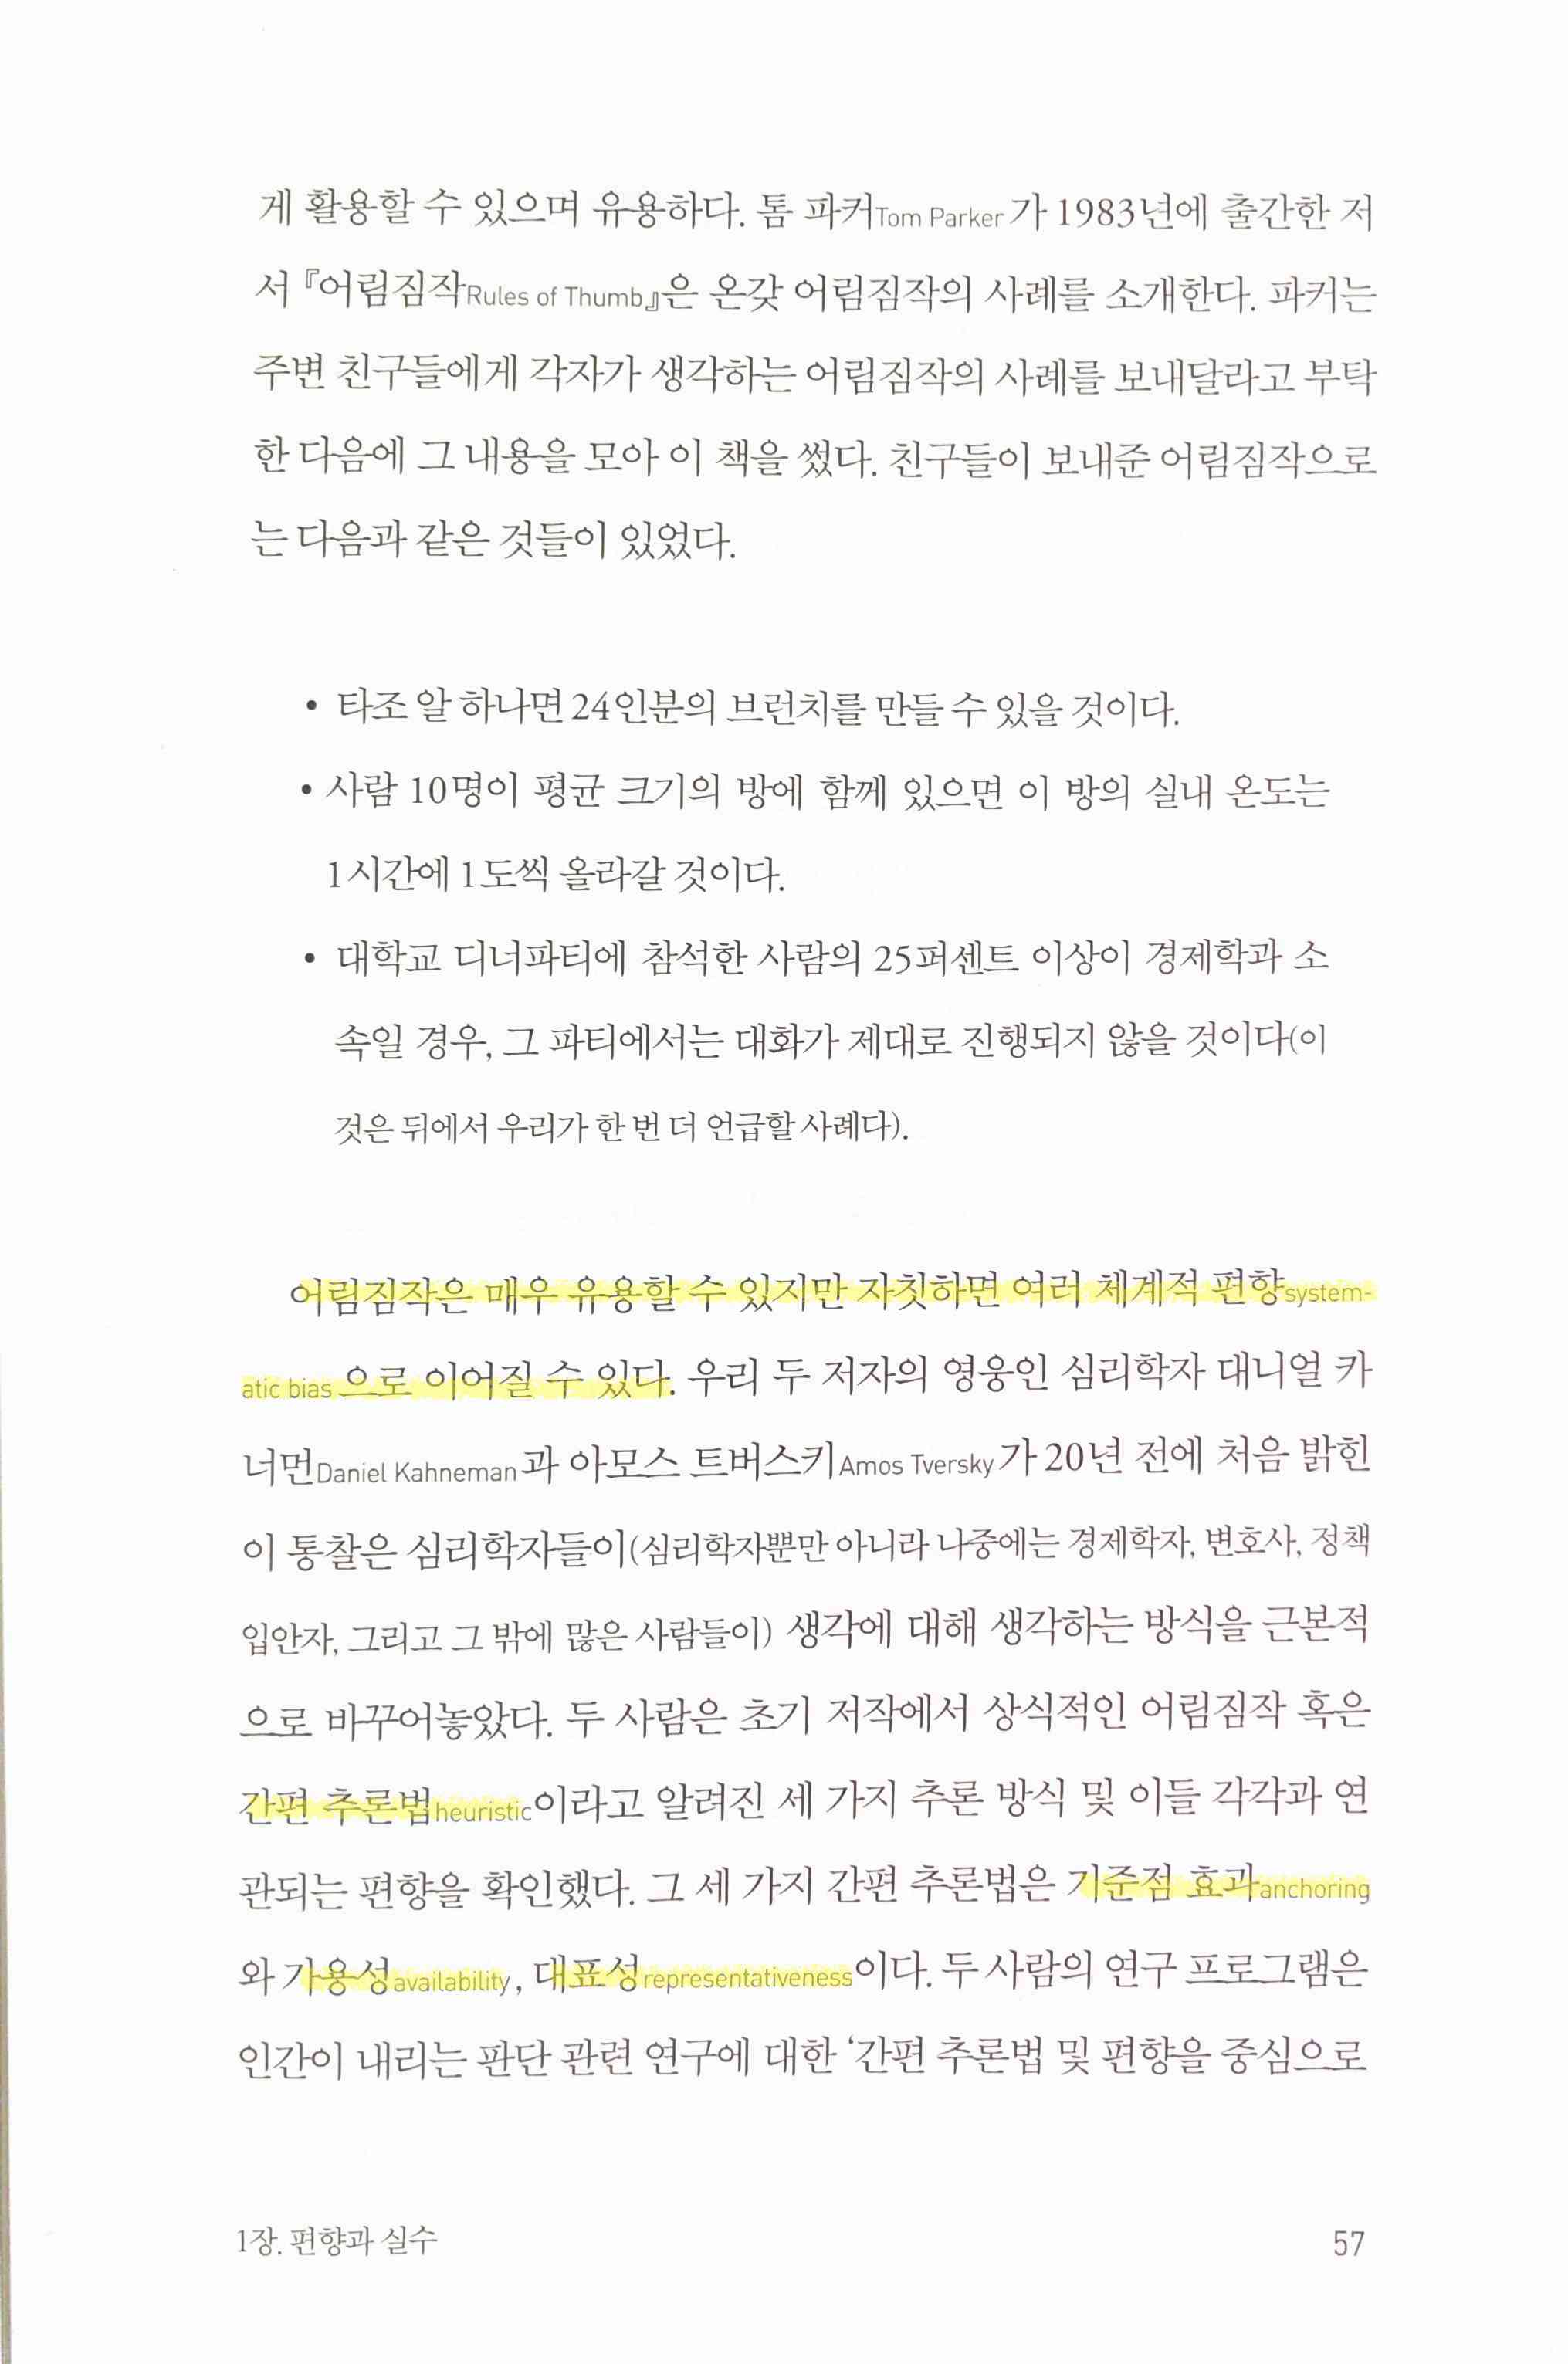 게 활용할 수 있으며 유용하다. 톰 파커Tom Parker가 1983년에 출간한 저
서 『어림짐작Rules of Thumb』은 온갖 어림짐작의 사례를 소개한다. 파커는
주변 친구들에게 각자가 생각하는 어림짐작의 사례를 보내달라고 부탁
한 다음에 그 내용을 모아 이 책을 썼다. 친구들이 보내준 어림짐작으로
는 다음과 같은 것들이 있었다.
• 타조 알 하나면 24인분의 브런치를 만들 수 있을 것이다.
• 사람 10명이 평균 크기의 방에 함께 있으면 이 방의 실내 온도는
1시간에 1도씩 올라갈 것이다.
• 대학교 디너파티에 참석한 사람의 25퍼센트 이상이 경제학과 소
속일 경우, 그 파티에서는 대화가 제대로 진행되지 않을 것이다(이
것은 뒤에서 우리가 한 번 더 언급할 사례다).
어림짐작은 매우 유용할 수 있지만 자칫하면 여러 체계적 편향system-
atic bias으로 이어질 수 있다. 우리 두 저자의 영웅인 심리학자 대니얼 카
너먼Daniel Kahneman과 아모스 트버스키Amos Tversky가 20년 전에 처음 밝힌
이 통찰은 심리학자들이(심리학자뿐만 아니라 나중에는 경제학자, 변호사, 정책
입안자, 그리고 그 밖에 많은 사람들이) 생각에 대해 생각하는 방식을 근본적
으로 바꾸어놓았다. 두 사람은 초기 저작에서 상식적인 어림짐작 혹은
간편 추론법heuristic이라고 알려진 세 가지 추론 방식 및 이들 각각과 연
관되는 편향을 확인했다. 그 세 가지 간편 추론법은 기준점 효과anchoring
와 가용성availability, 대표성representativeness이다. 두 사람의 연구 프로그램은
인간이 내리는 판단 관련 연구에 대한 ‘간편 추론법 및 편향을 중심으로
1장. 편향과 실수
57